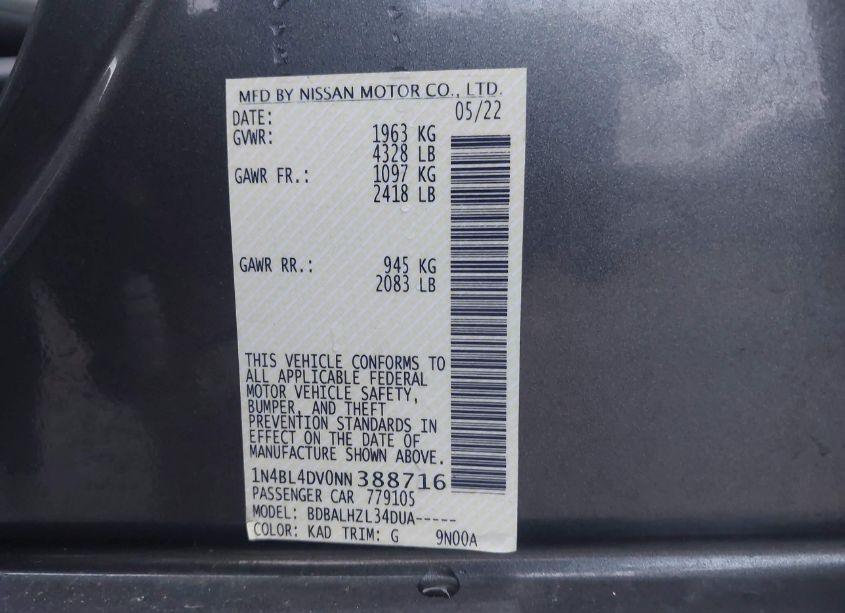 MFD BY NISSAN MOTOR CO., LTD.
DATE: 05/22
GVWR: 1963 KG
4328 LB
GAWR FR.: 1097 KG
2418 LB
GAWR RR.: 945 KG
2083 LB
THIS VEHICLE CONFORMS TO
ALL APPLICABLE FEDERAL
MOTOR VEHICLE SAFETY,
BUMPER, AND THEFT
PREVENTION STANDARDS IN
EFFECT ON THE DATE OF
MANUFACTURE SHOWN ABOVE.
1N4BL4DV0NN388716
PASSENGER CAR 779105
MODEL: BDBALHZL34DUA-----
COLOR: KAD TRIM: G 9N00A